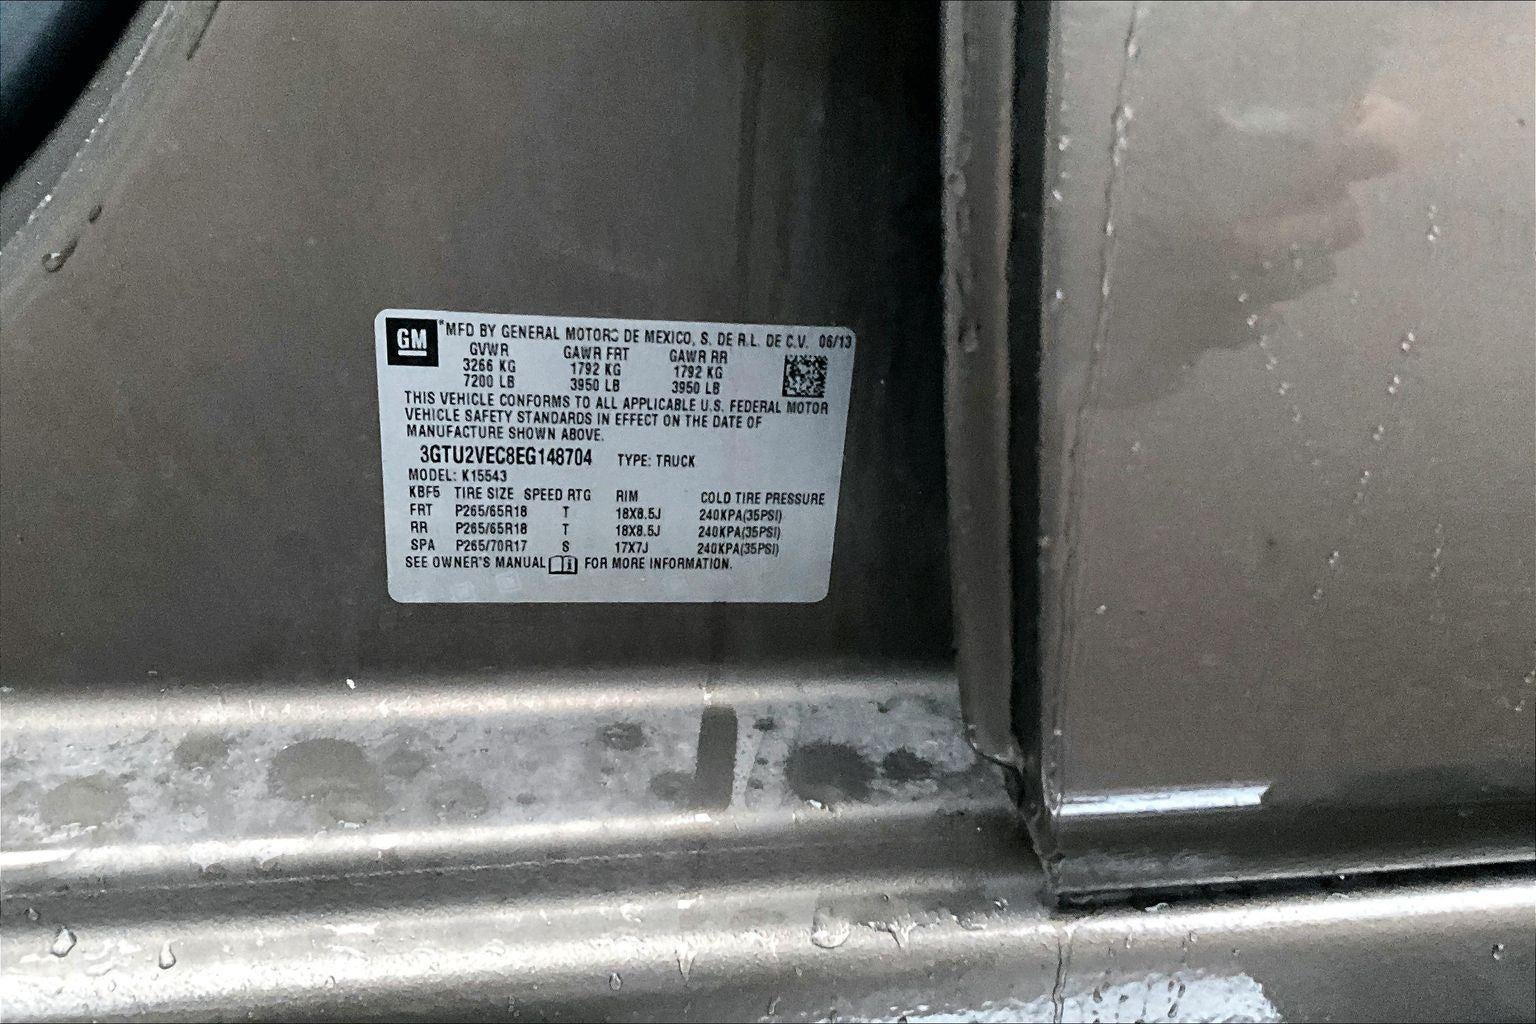 GM *MFD BY GENERAL MOTORS DE MEXICO, S. DE R.L. DE C.V. 06/13
GVWR GAWR FRT GAWR RR
3266 KG 1792 KG 1792 KG
7200 LB 3950 LB 3950 LB
THIS VEHICLE CONFORMS TO ALL APPLICABLE U.S. FEDERAL MOTOR
VEHICLE SAFETY STANDARDS IN EFFECT ON THE DATE OF
MANUFACTURE SHOWN ABOVE.
3GTU2VEC8EG148704 TYPE: TRUCK
MODEL: K15543
KBF5 TIRE SIZE SPEED RTG RIM COLD TIRE PRESSURE
FRT P265/65R18 T 18X8.5J 240KPA(35PSI)
RR P265/65R18 T 18X8.5J 240KPA(35PSI)
SPA P265/70R17 S 17X7J 240KPA(35PSI)
SEE OWNER'S MANUAL FOR MORE INFORMATION.